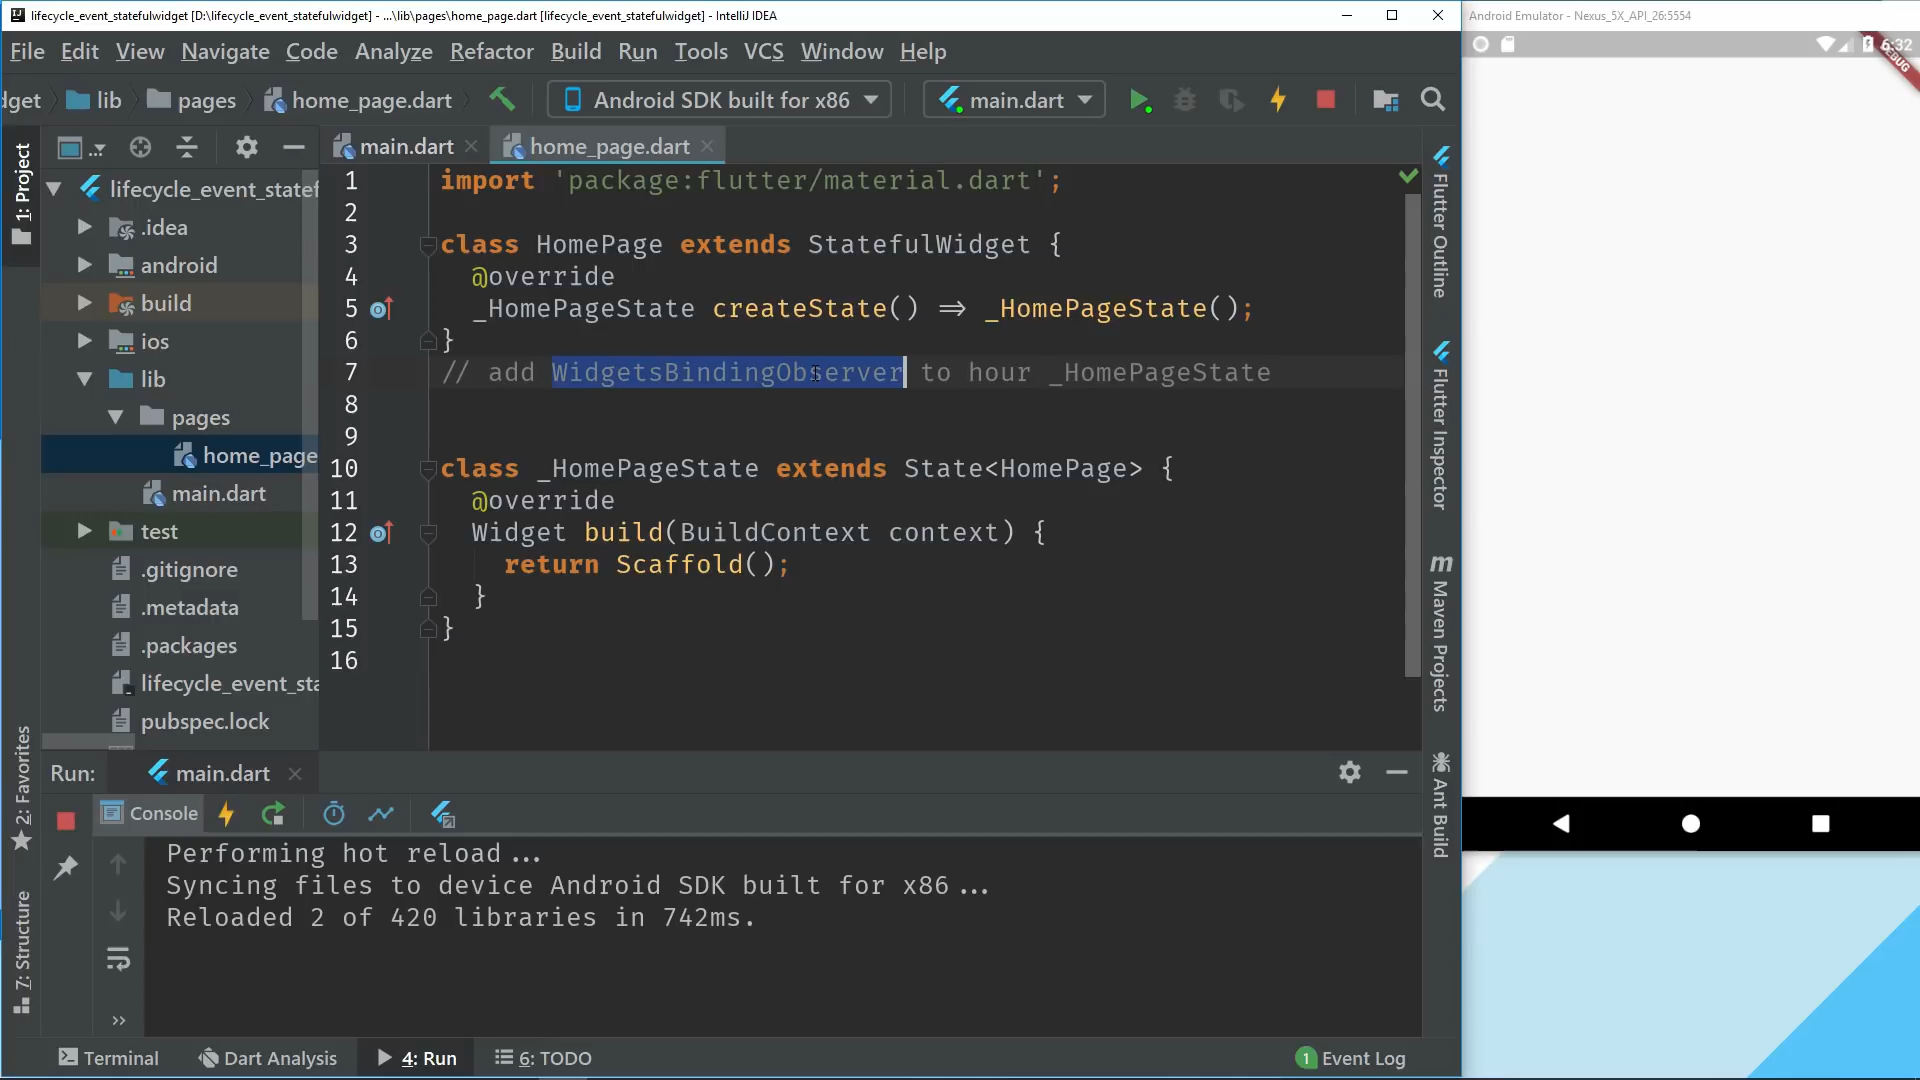 lifecycle_event_statefulwidget [D:\lifecycle_event_statefulwidget] - ...\lib\pages\home_page.dart [lifecycle_event_statefulwidget] - IntelliJ IDEA
Android Emulator - Nexus_5X_API_26:5554
File Edit View Navigate Code Analyze Refactor Build Run Tools VCS Window Help
6:32
DEBUG
dget lib pages home_page.dart Android SDK built for x86 main.dart
main.dart home_page.dart
1: Project
lifecycle_event_statef
.idea
android
build
ios
lib
pages
home_page
main.dart
test
.gitignore
.metadata
.packages
lifecycle_event_sta
pubspec.lock
1 import 'package:flutter/material.dart';
2
3 class HomePage extends StatefulWidget {
4 @override
5 _HomePageState createState() => _HomePageState();
6 }
7 // add WidgetsBindingObserver to hour _HomePageState
8
9
10 class _HomePageState extends State<HomePage> {
11 @override
12 Widget build(BuildContext context) {
13 return Scaffold();
14 }
15 }
16
Flutter Outline
Flutter Inspector
m Maven Projects
Ant Build
2: Favorites
7: Structure
Run: main.dart
Console
Performing hot reload...
Syncing files to device Android SDK built for x86...
Reloaded 2 of 420 libraries in 742ms.
Terminal Dart Analysis 4: Run 6: TODO 1 Event Log